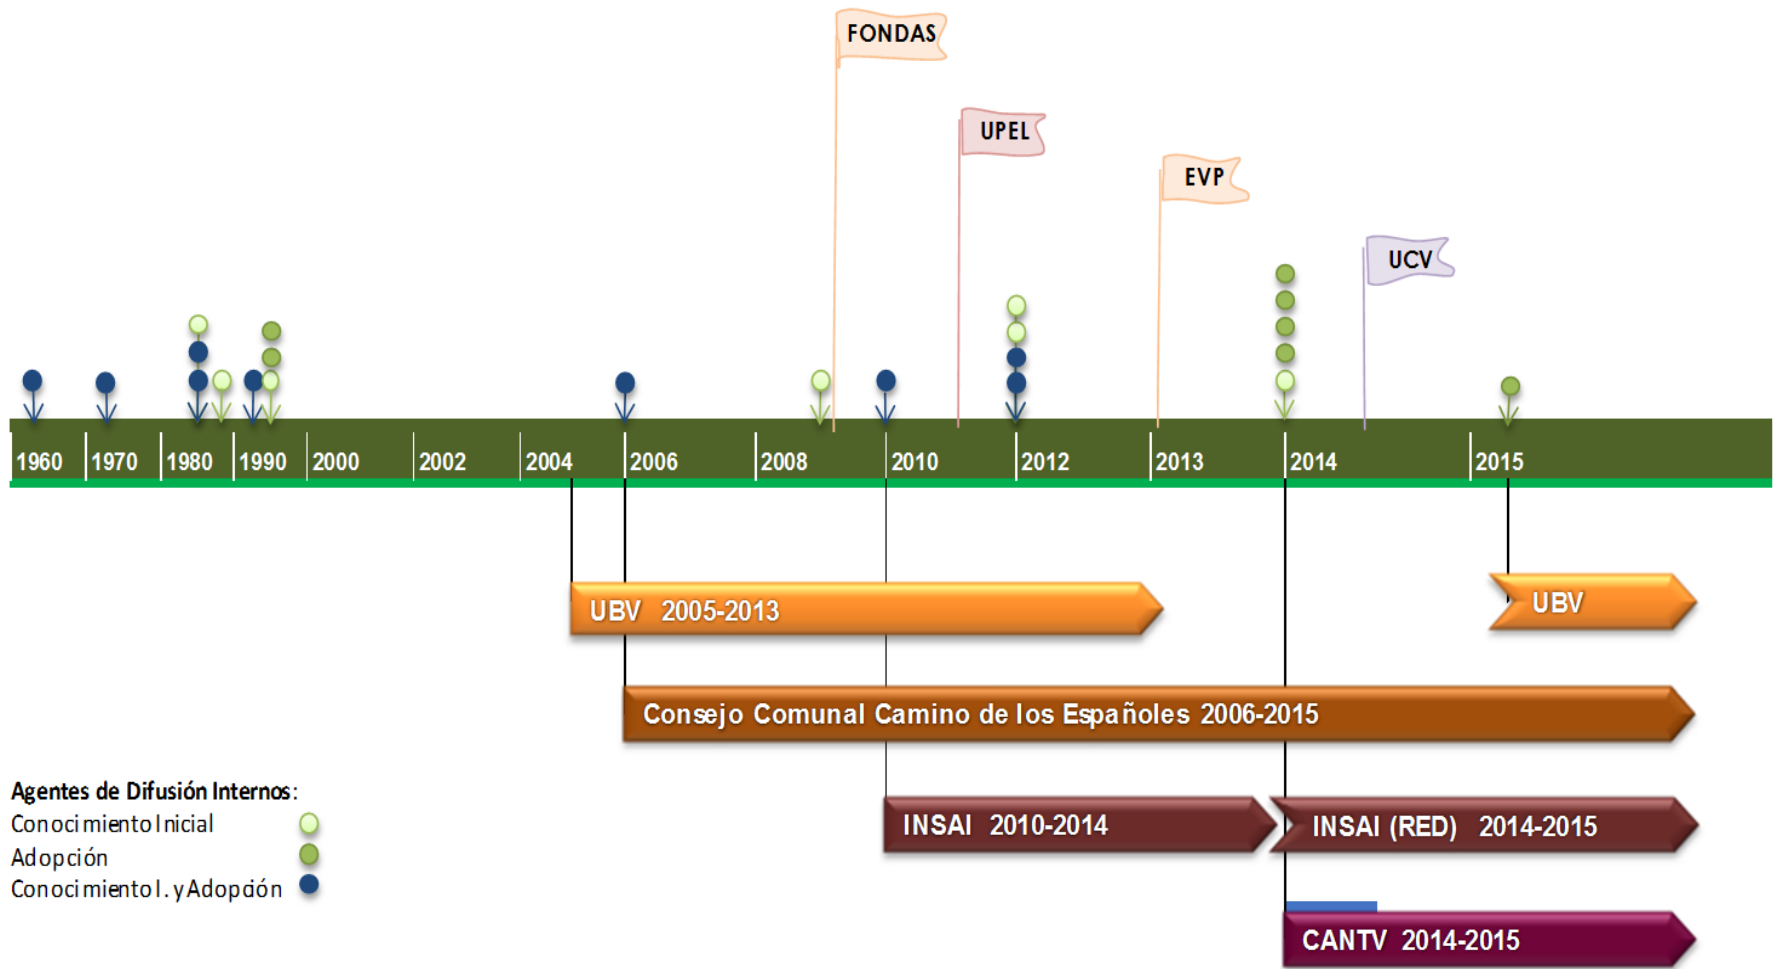 FONDAS
UPEL
EVP
UCV
1960 1970 1980 1990 2000 2002 2004 2006 2008 2010 2012 2013 2014 2015
UBV 2005-2013
UBV
Consejo Comunal Camino de los Españoles 2006-2015
INSAI 2010-2014
INSAI (RED) 2014-2015
CANTV 2014-2015
Agentes de Difusión Internos:
Conocimiento Inicial
Adopción
Conocimiento I. y Adopción